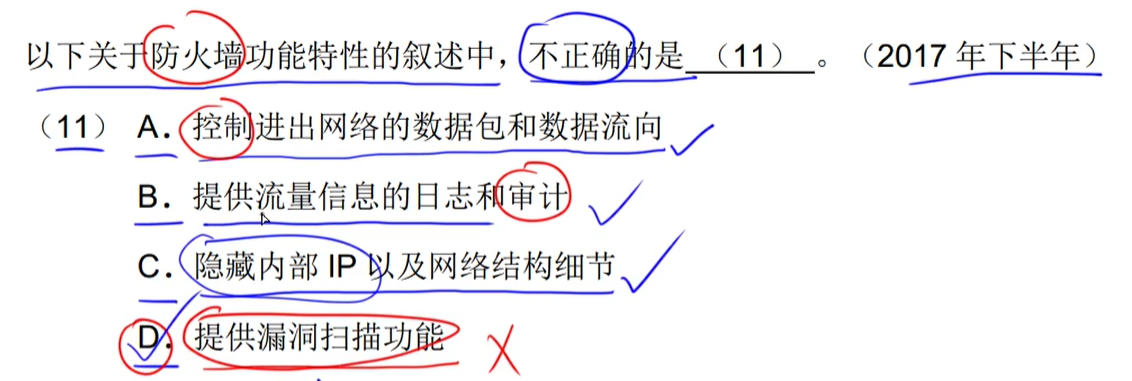 以下关于防火墙功能特性的叙述中，不正确的是 （11） 。（2017 年下半年）
（11） A．控制进出网络的数据包和数据流向
B．提供流量信息的日志和审计
C．隐藏内部 IP 以及网络结构细节
D．提供漏洞扫描功能